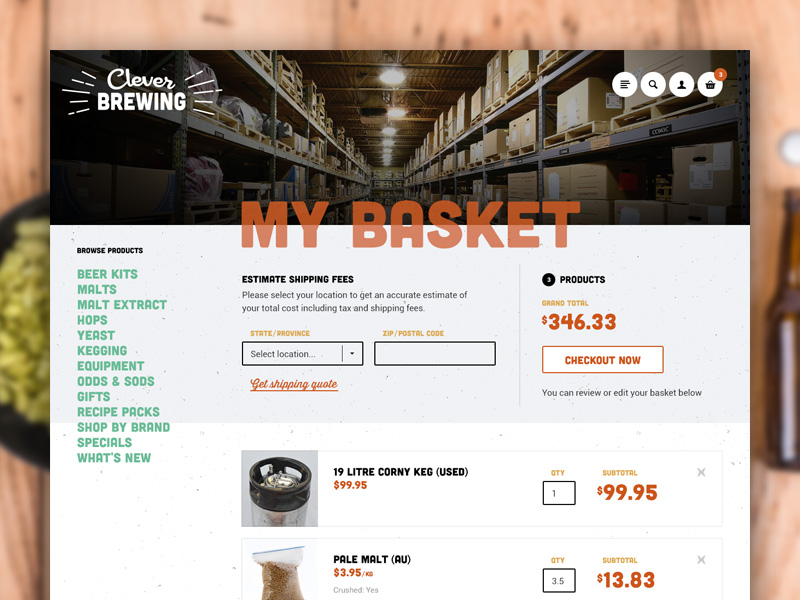 Clever
BREWING
3
MY BASKET
BROWSE PRODUCTS
BEER KITS
MALTS
MALT EXTRACT
HOPS
YEAST
KEGGING
EQUIPMENT
ODDS & SODS
GIFTS
RECIPE PACKS
SHOP BY BRAND
SPECIALS
WHAT'S NEW
ESTIMATE SHIPPING FEES
Please select your location to get an accurate estimate of
your total cost including tax and shipping fees.
STATE/PROVINCE
ZIP/POSTAL CODE
Select location...
Get shipping quote
3 PRODUCTS
GRAND TOTAL
$346.33
CHECKOUT NOW
You can review or edit your basket below
19 LITRE CORNY KEG (USED)
$99.95
QTY
1
SUBTOTAL
$99.95
PALE MALT (AU)
$3.95/KG
Crushed: Yes
QTY
3.5
SUBTOTAL
$13.83